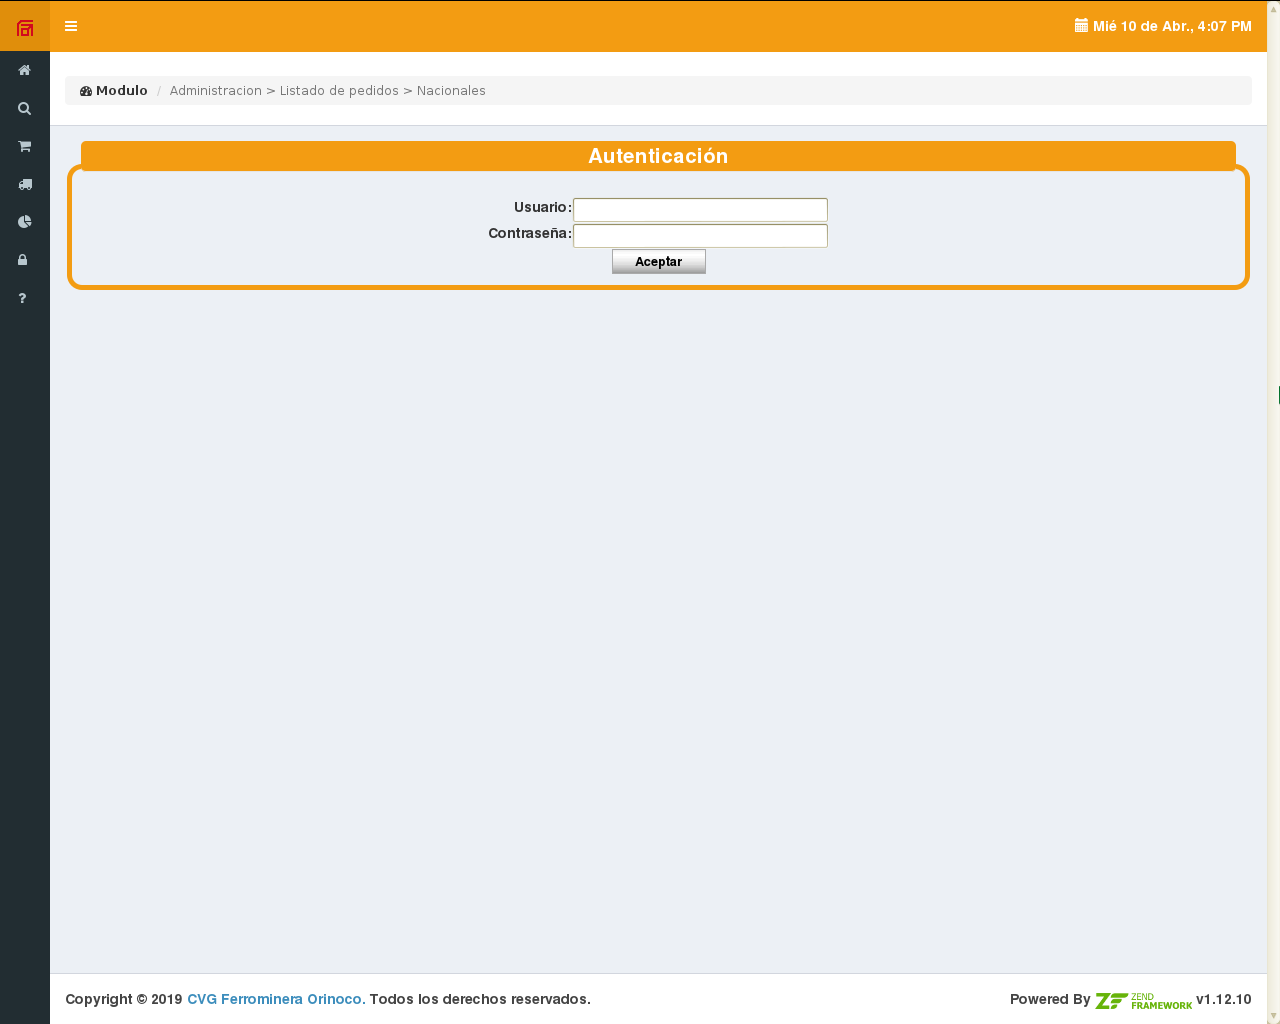 Mié 10 de Abr., 4:07 PM
Modulo / Administracion > Listado de pedidos > Nacionales
Autenticación
Usuario:
Contraseña:
Aceptar
?
Copyright © 2019 CVG Ferrominera Orinoco. Todos los derechos reservados.
Powered By ZF ZEND FRAMEWORK v1.12.10